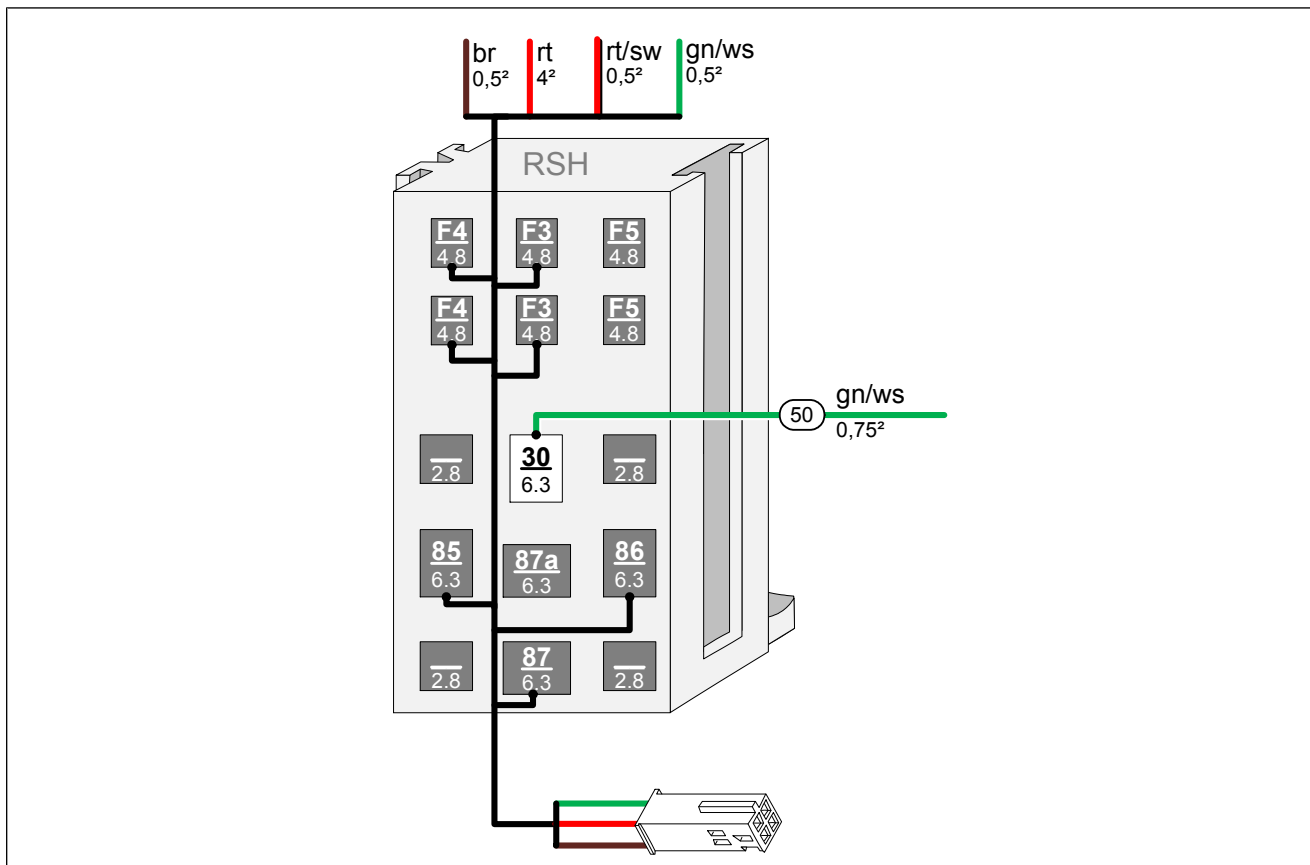 br rt rt/sw gn/ws
0,5² 4² 0,5² 0,5²
RSH
F4 F3 F5
4.8 4.8 4.8
F4 F3 F5
4.8 4.8 4.8
50 gn/ws
0,75²
30
2.8 6.3 2.8
85 87a 86
6.3 6.3 6.3
87
2.8 6.3 2.8